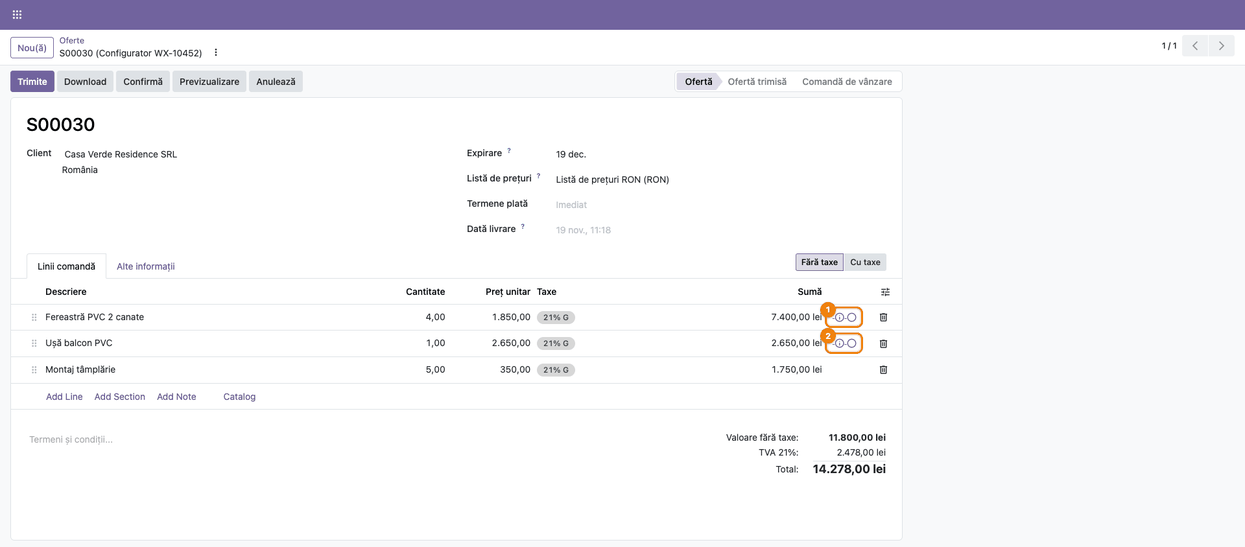 Nou(ă)
Oferte
S00030 (Configurator WX-10452)
1 / 1
Trimite Download Confirmă Previzualizare Anulează
Ofertă Ofertă trimisă Comandă de vânzare
S00030
Client Casa Verde Residence SRL
România
Expirare ? 19 dec.
Listă de prețuri ? Listă de prețuri RON (RON)
Termene plată Imediat
Dată livrare ? 19 nov., 11:18
Linii comandă Alte informații
Fără taxe Cu taxe
Descriere Cantitate Preț unitar Taxe Sumă
Fereastră PVC 2 canate 4,00 1.850,00 21% G 7.400,00 lei 1
Ușă balcon PVC 1,00 2.650,00 21% G 2.650,00 lei 2
Montaj tâmplărie 5,00 350,00 21% G 1.750,00 lei
Add Line Add Section Add Note Catalog
Termeni și condiții...
Valoare fără taxe: 11.800,00 lei
TVA 21%: 2.478,00 lei
Total: 14.278,00 lei